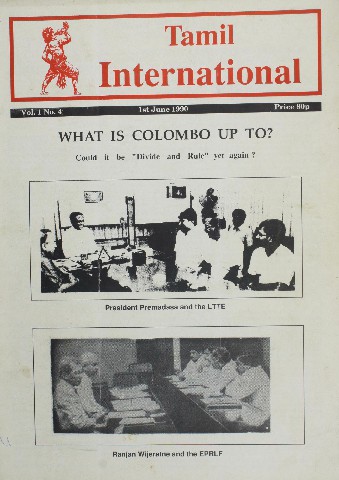 Tamil
International
Vol. 1 No. 4 1st June 1990 Price 80p
WHAT IS COLOMBO UP TO?
Could it be "Divide and Rule" yet again ?
President Premadasa and the LTTE
Ranjan Wijeratne and the EPRLF